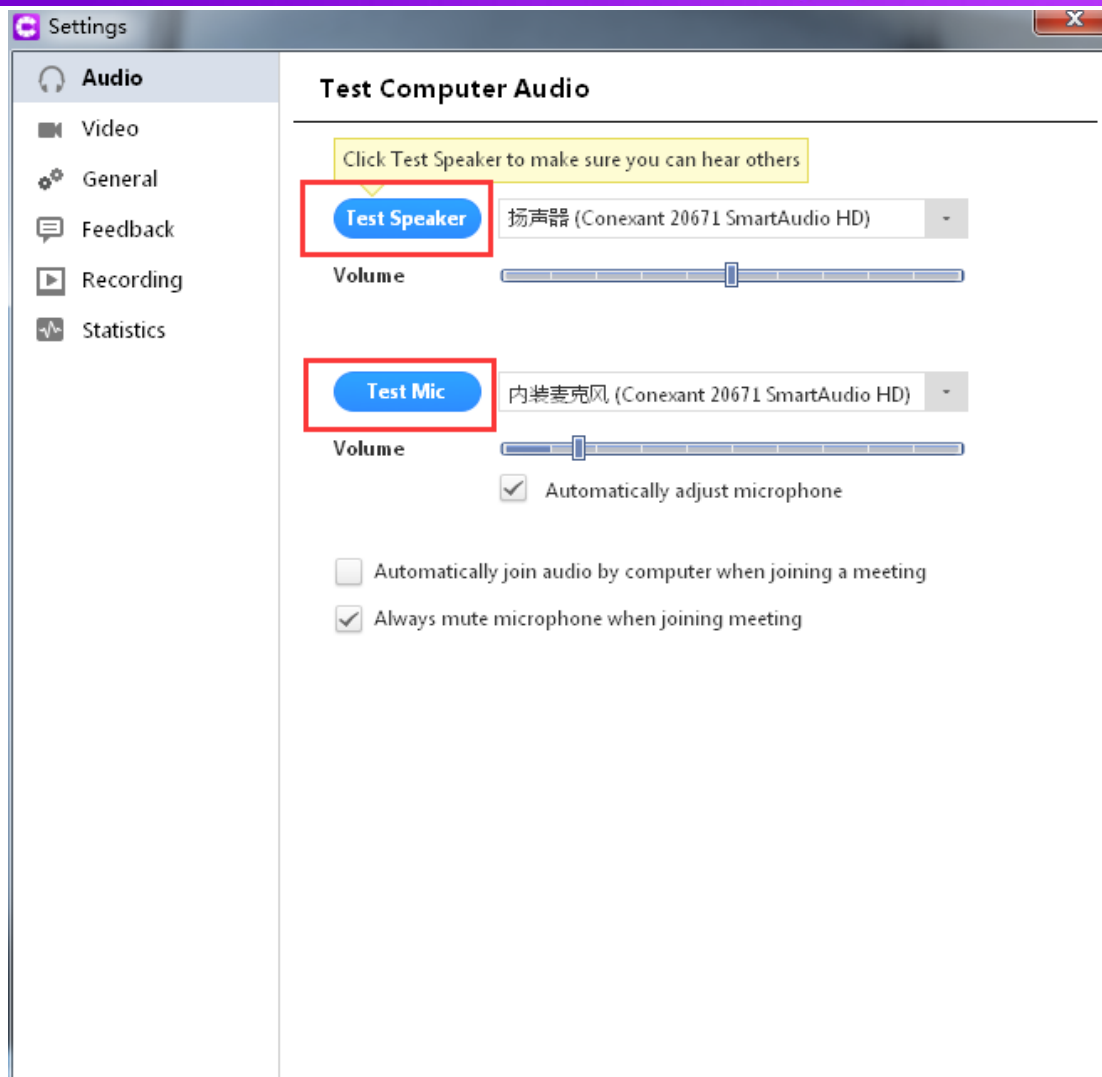 Settings
Audio
Video
General
Feedback
Recording
Statistics
Test Computer Audio
Click Test Speaker to make sure you can hear others
Test Speaker 扬声器 (Conexant 20671 SmartAudio HD)
Volume
Test Mic 内装麦克风 (Conexant 20671 SmartAudio HD)
Volume
Automatically adjust microphone
Automatically join audio by computer when joining a meeting
Always mute microphone when joining meeting